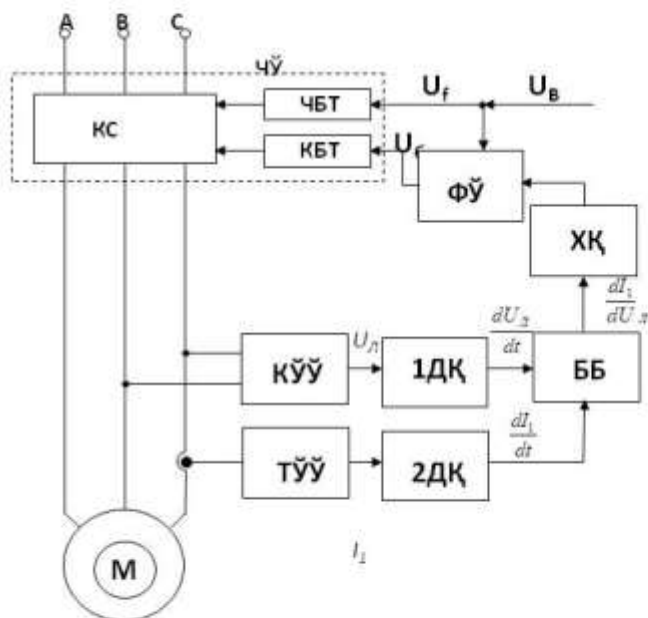 A B C
ЧЎ
КС
ЧБТ
U_f
U_B
КБТ
U_c
ФЎ
ХҚ
dI_1/dU_Л
КЎЎ
U_Л
1ДҚ
dU_Л/dt
ББ
ТЎЎ
2ДҚ
dI_1/dt
М
I_1